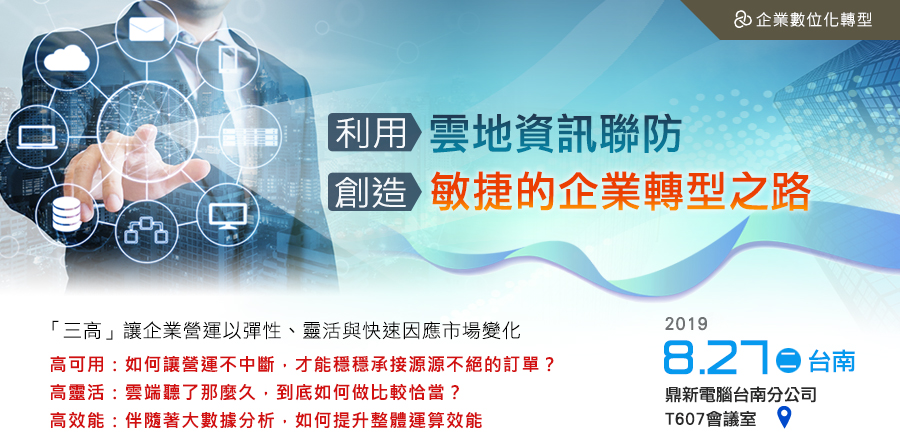 企業數位化轉型
利用 雲地資訊聯防
創造 敏捷的企業轉型之路
「三高」讓企業營運以彈性、靈活與快速因應市場變化
高可用：如何讓營運不中斷，才能穩穩承接源源不絕的訂單？
高靈活：雲端聽了那麼久，到底如何做比較恰當？
高效能：伴隨著大數據分析，如何提升整體運算效能
2019
8.27 二 台南
鼎新電腦台南分公司
T607會議室